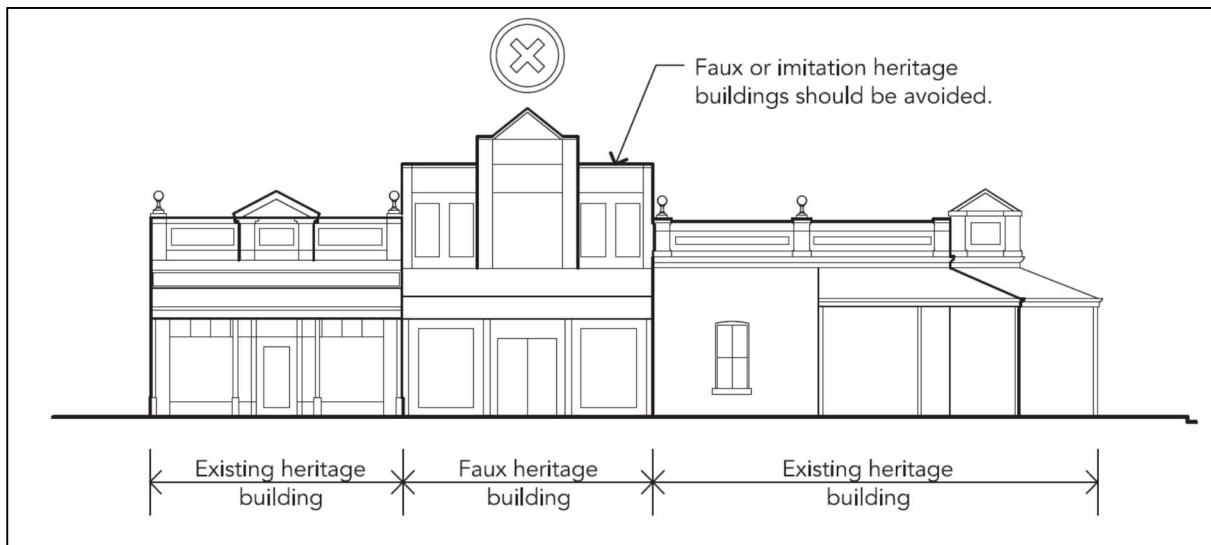 Faux or imitation heritage
buildings should be avoided.
Existing heritage
building
Faux heritage
building
Existing heritage
building